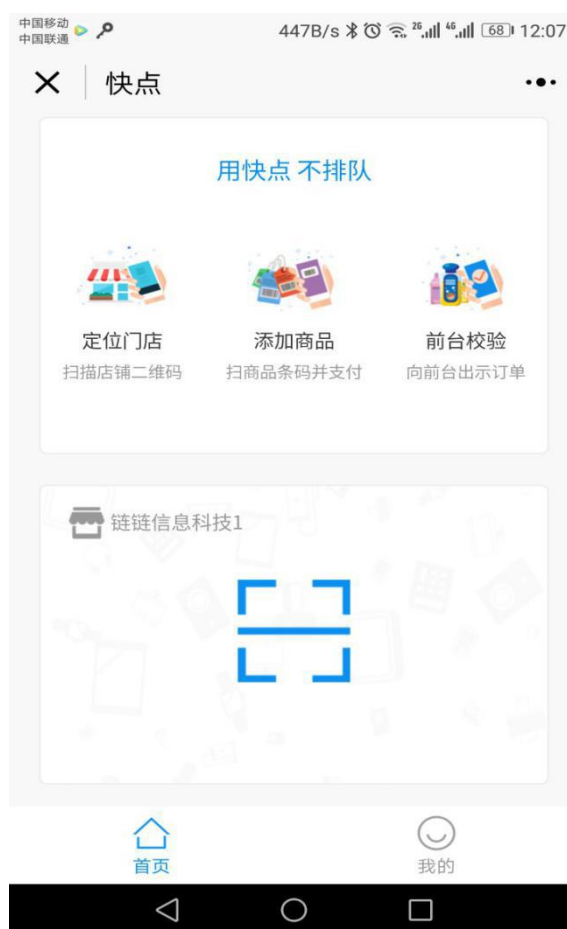 中国移动
中国联通
447B/s 2G 4G 68 12:07
快点
用快点 不排队
定位门店 添加商品 前台校验
扫描店铺二维码 扫商品条码并支付 向前台出示订单
链链信息科技1
首页 我的